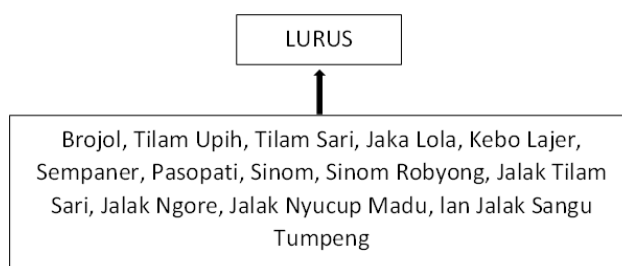 LURUS
Brojol, Tilam Upih, Tilam Sari, Jaka Lola, Kebo Lajer,
Sempaner, Pasopati, Sinom, Sinom Robyong, Jalak Tilam
Sari, Jalak Ngore, Jalak Nyucup Madu, lan Jalak Sangu
Tumpeng